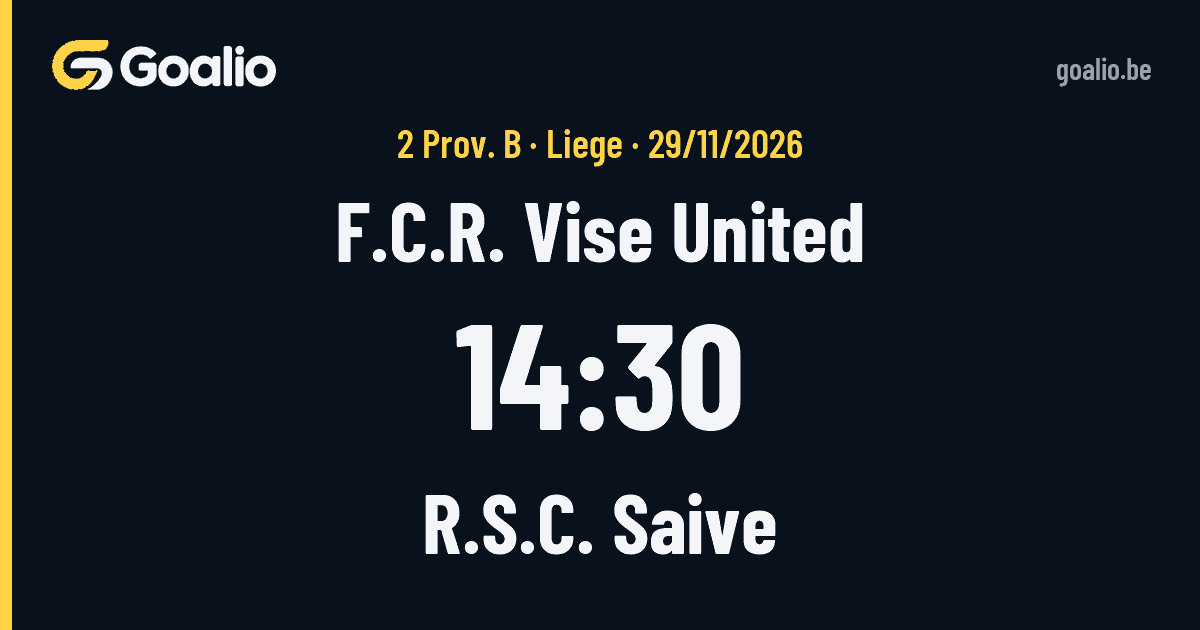 Goalio
goalio.be
2 Prov. B · Liege · 29/11/2026
F.C.R. Vise United
14:30
R.S.C. Saive